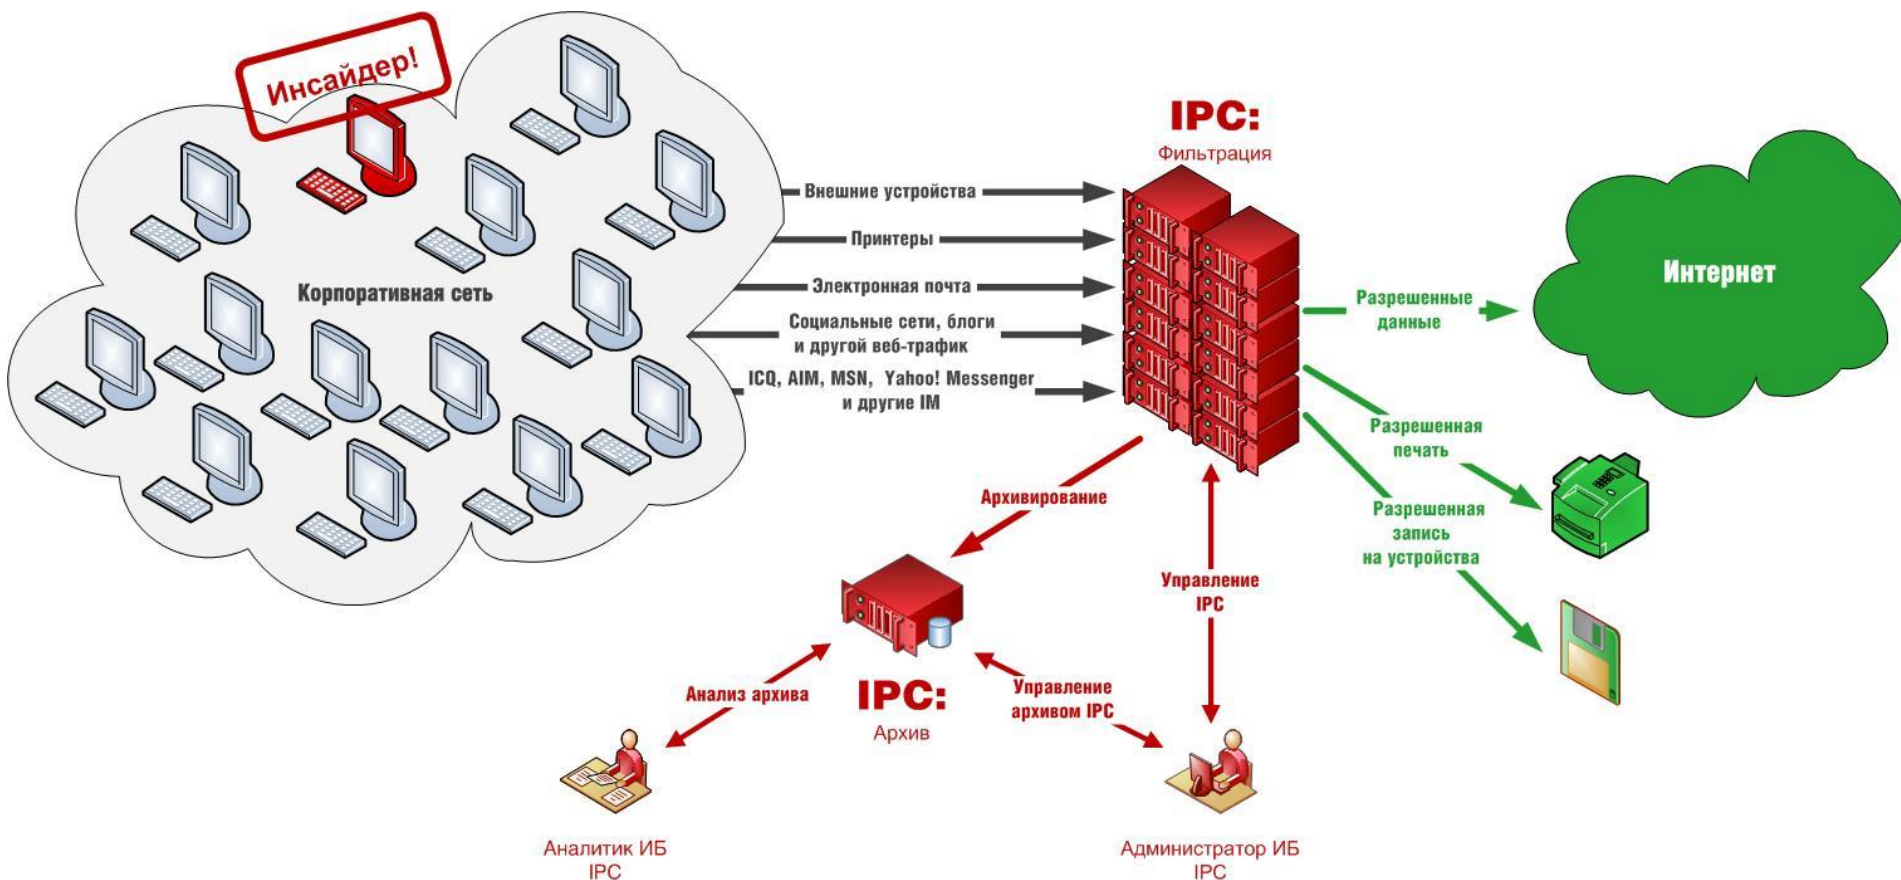 Инсайдер!
Корпоративная сеть
Внешние устройства
Принтеры
Электронная почта
Социальные сети, блоги
и другой веб-трафик
ICQ, AIM, MSN, Yahoo! Messenger
и другие IM
IPC:
Фильтрация
Разрешенные
данные
Интернет
Разрешенная
печать
Разрешенная
запись
на устройства
Архивирование
Управление
IPC
IPC:
Архив
Анализ архива
Управление
архивом IPC
Аналитик ИБ
IPC
Администратор ИБ
IPC